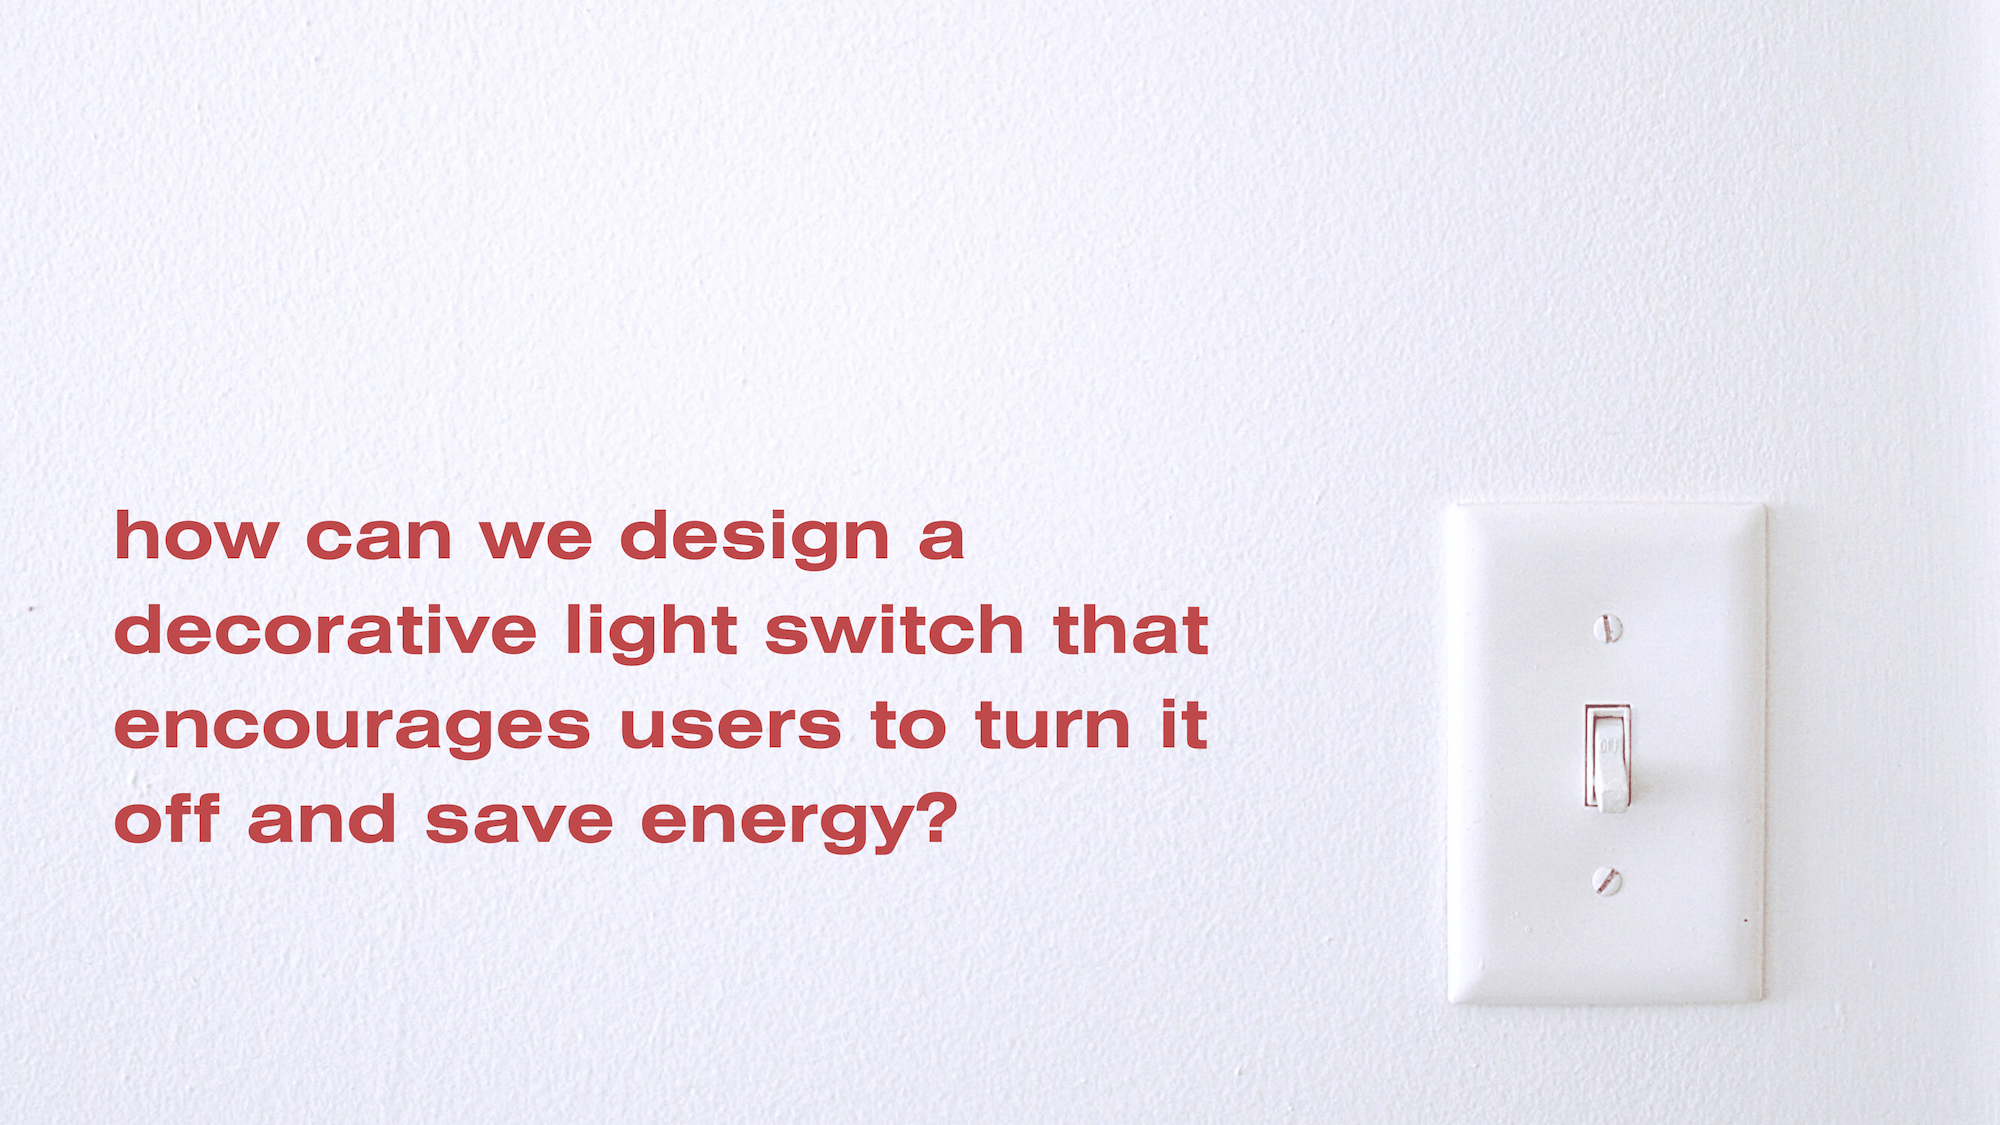 how can we design a
decorative light switch that
encourages users to turn it
off and save energy?
OFF